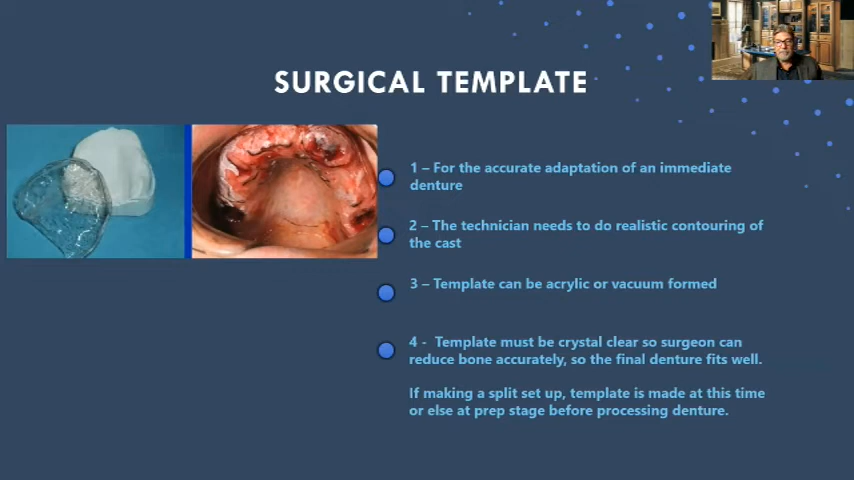 SURGICAL TEMPLATE
1 – For the accurate adaptation of an immediate
denture
2 – The technician needs to do realistic contouring of
the cast
3 – Template can be acrylic or vacuum formed
4 -  Template must be crystal clear so surgeon can
reduce bone accurately, so the final denture fits well.
If making a split set up, template is made at this time
or else at prep stage before processing denture.